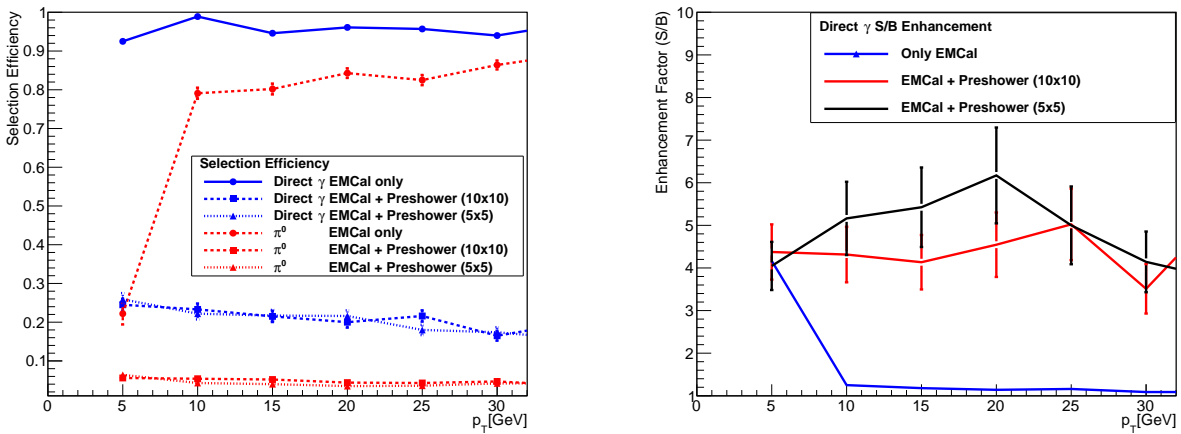 1
0.9
0.8
0.7
0.6
0.5
0.4
0.3
0.2
0.1
Selection Efficiency
Selection Efficiency
Direct γ EMCal only
Direct γ EMCal + Preshower (10x10)
Direct γ EMCal + Preshower (5x5)
π⁰ EMCal only
π⁰ EMCal + Preshower (10x10)
π⁰ EMCal + Preshower (5x5)
0 5 10 15 20 25 30
p_T[GeV]
10
9
8
7
6
5
4
3
2
1
Enhancement Factor (S/B)
Direct γ S/B Enhancement
Only EMCal
EMCal + Preshower (10x10)
EMCal + Preshower (5x5)
0 5 10 15 20 25 30
p_T[GeV]